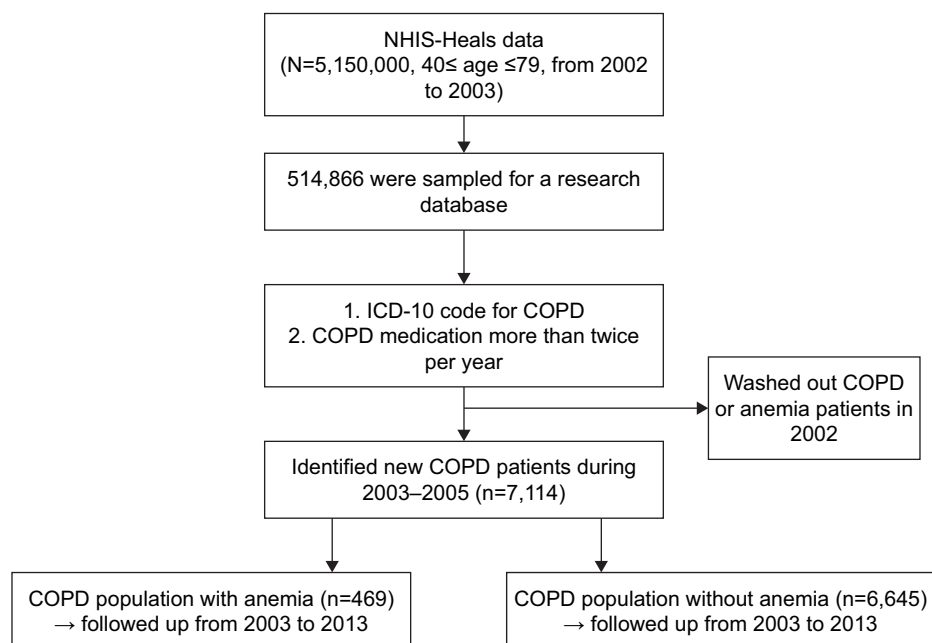 NHIS-Heals data
(N=5,150,000, 40≤ age ≤79, from 2002
to 2003)
514,866 were sampled for a research
database
1. ICD-10 code for COPD
2. COPD medication more than twice
per year
Washed out COPD
or anemia patients in
2002
Identified new COPD patients during
2003–2005 (n=7,114)
COPD population with anemia (n=469)
→ followed up from 2003 to 2013
COPD population without anemia (n=6,645)
→ followed up from 2003 to 2013